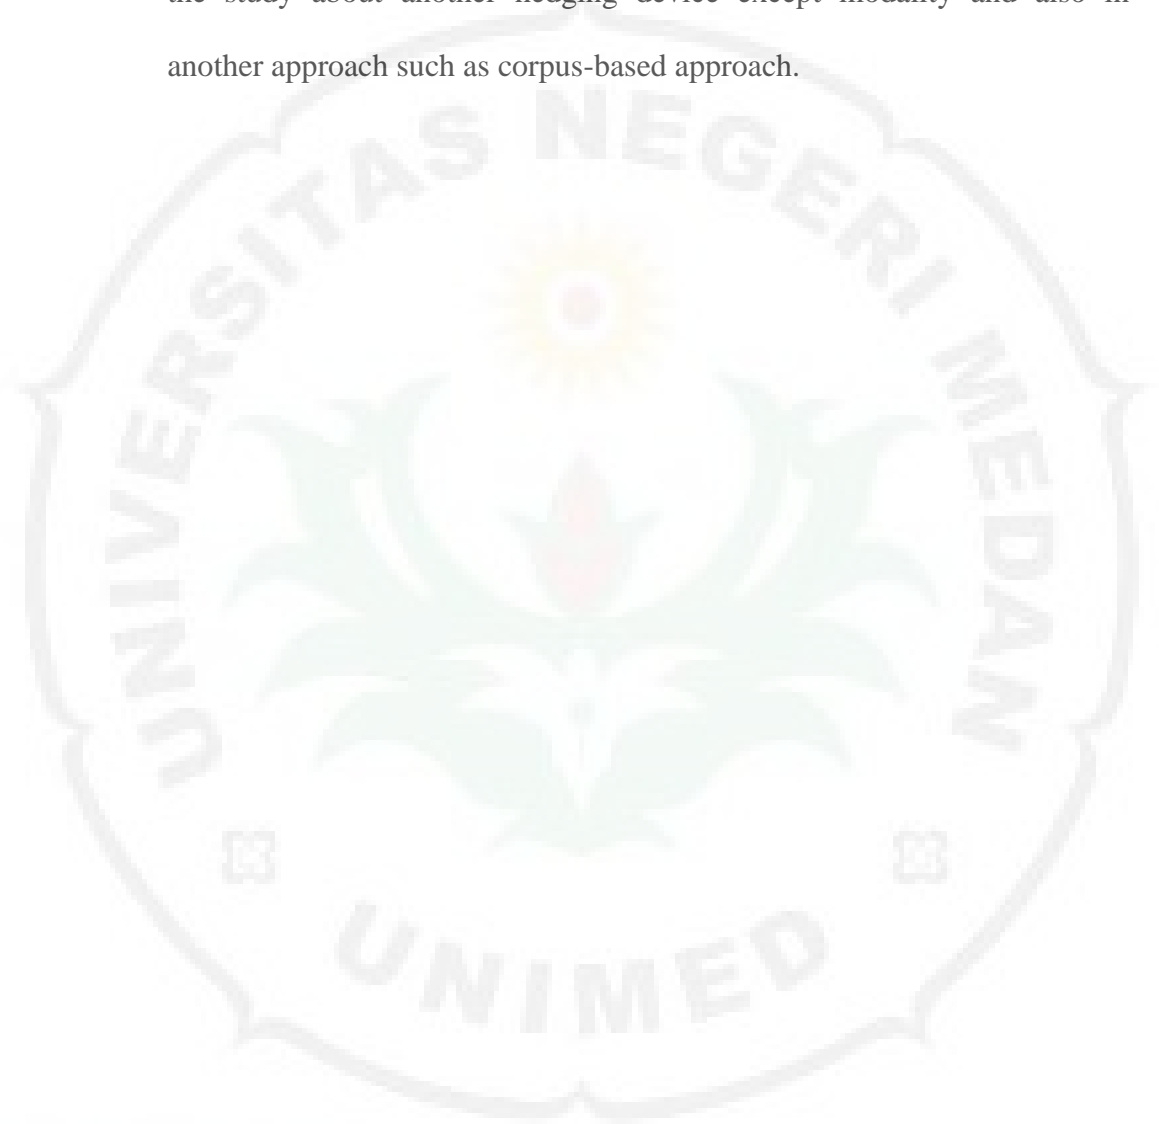 the study about another hedging device except modality and also in
another approach such as corpus-based approach.
UNIVERSITAS NEGERI MEDAN
UNIMED